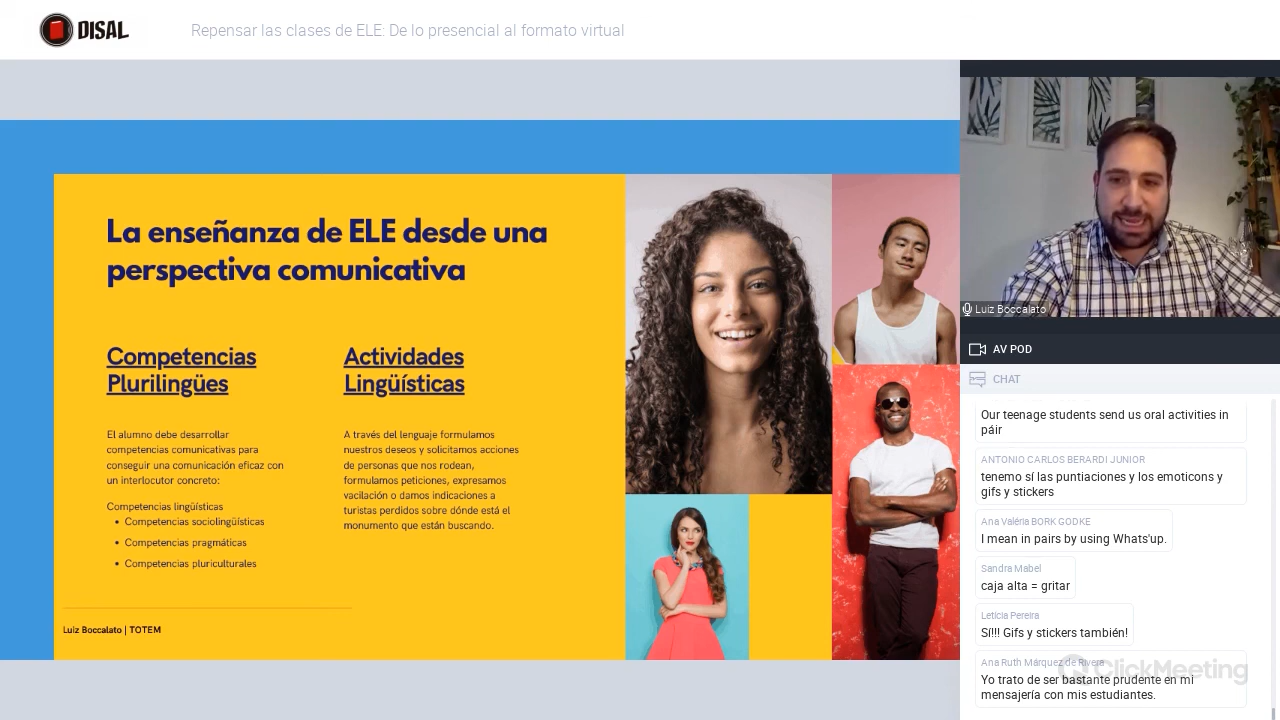 DISAL
Repensar las clases de ELE: De lo presencial al formato virtual
La enseñanza de ELE desde una
perspectiva comunicativa
Competencias
Plurilingües
El alumno debe desarrollar
competencias comunicativas para
conseguir una comunicación eficaz con
un interlocutor concreto:
Competencias lingüísticas
• Competencias sociolingüísticas
• Competencias pragmáticas
• Competencias pluriculturales
Actividades
Lingüísticas
A través del lenguaje formulamos
nuestros deseos y solicitamos acciones
de personas que nos rodean,
formulamos peticiones, expresamos
vacilación o damos indicaciones a
turistas perdidos sobre dónde está el
monumento que están buscando.
Luiz Boccalato | TOTEM
Luiz Boccalato
AV POD
CHAT
Our teenage students send us oral activities in
páir
ANTONIO CARLOS BERARDI JUNIOR
tenemo sí las puntiaciones y los emoticons y
gifs y stickers
Ana Valéria BORK GODKE
I mean in pairs by using Whats'up.
Sandra Mabel
caja alta = gritar
Letícia Pereira
Sí!!! Gifs y stickers también!
Ana Ruth Márquez de Rivera
Yo trato de ser bastante prudente en mi
mensajería con mis estudiantes.
ClickMeeting